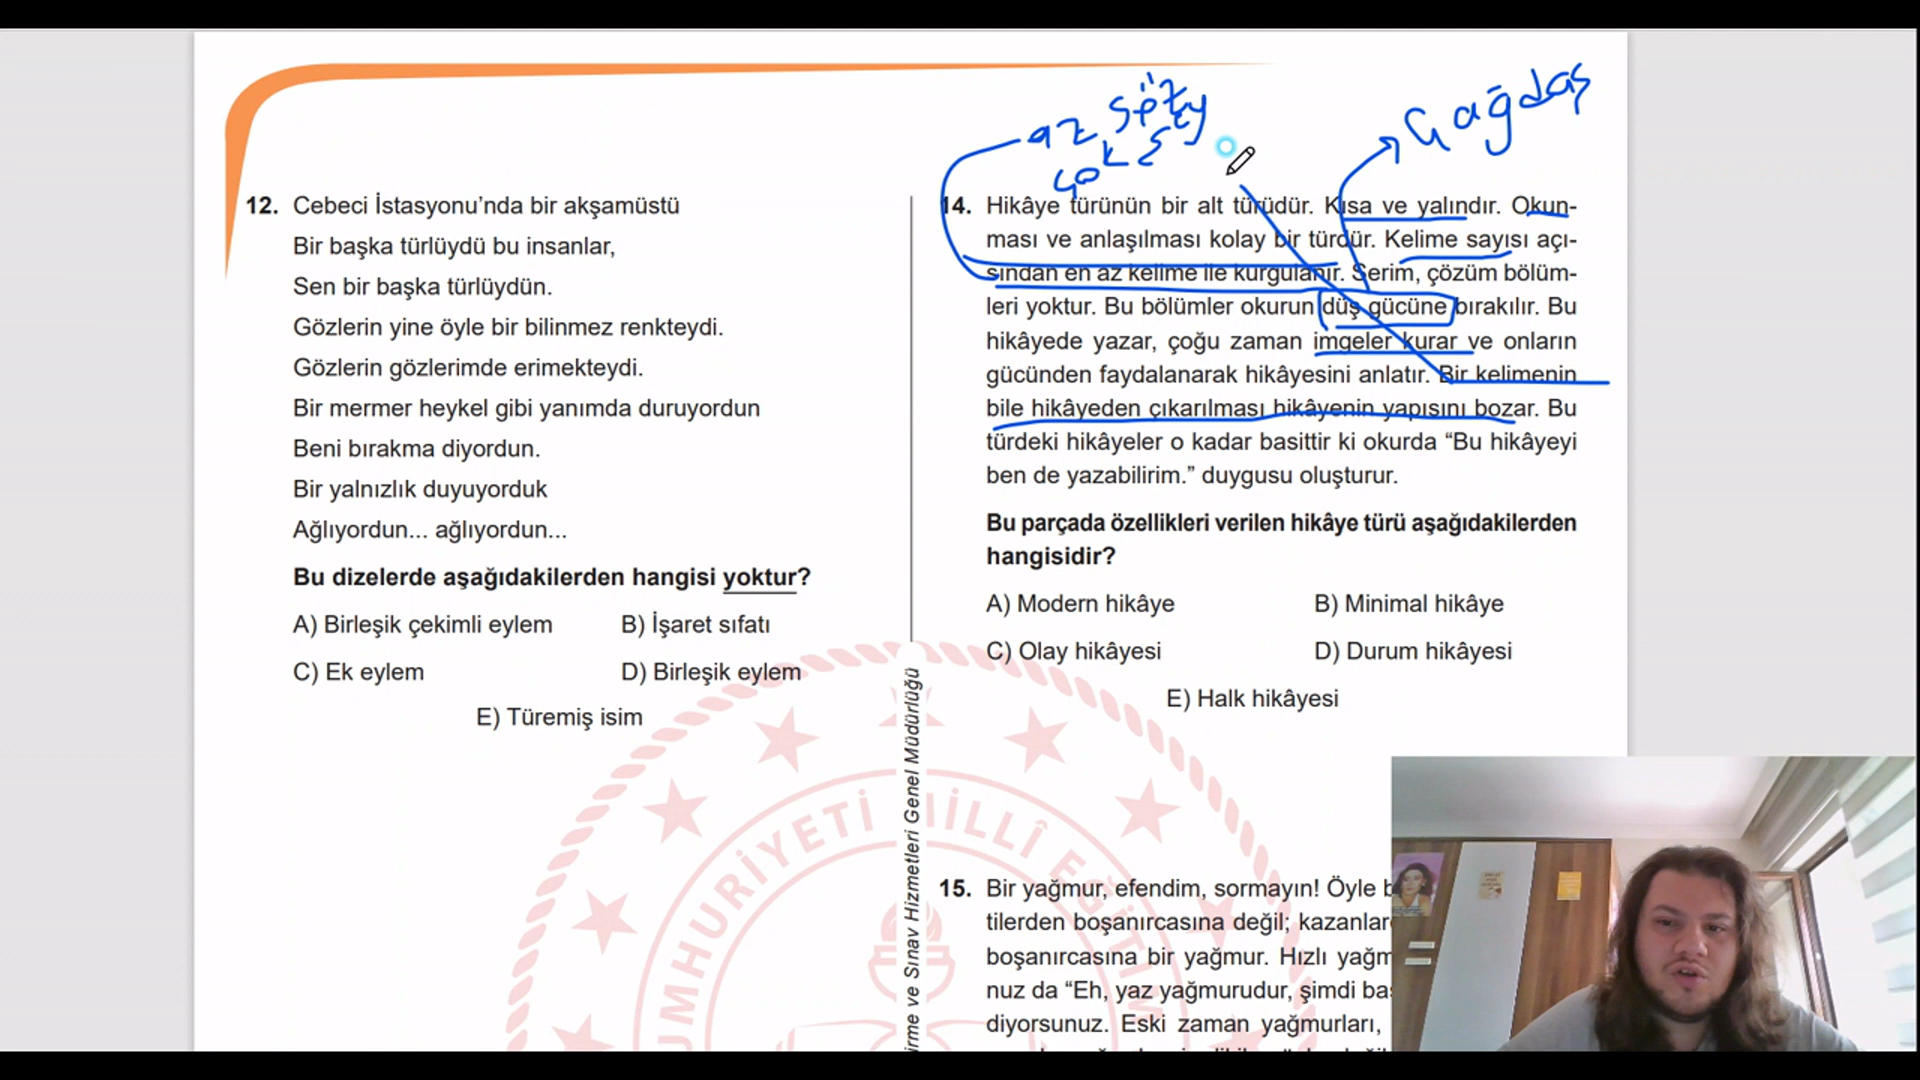 12. Cebeci İstasyonu’nda bir akşamüstü
Bir başka türlüydü bu insanlar,
Sen bir başka türlüydün.
Gözlerin yine öyle bir bilinmez renkteydi.
Gözlerin gözlerimde erimekteydi.
Bir mermer heykel gibi yanımda duruyordun
Beni bırakma diyordun.
Bir yalnızlık duyuyorduk
Ağlıyordun... ağlıyordun...
Bu dizelerde aşağıdakilerden hangisi yoktur?
A) Birleşik çekimli eylem
B) İşaret sıfatı
C) Ek eylem
D) Birleşik eylem
E) Türemiş isim
irme ve Sınav Hizmetleri Genel Müdürlüğü
az
çok
Çağdaş
14. Hikâye türünün bir alt türüdür. Kısa ve yalındır. Okun-
ması ve anlaşılması kolay bir türdür. Kelime sayısı açı-
sından en az kelime ile kurgulanır. Serim, çözüm bölüm-
leri yoktur. Bu bölümler okurun düş gücüne bırakılır. Bu
hikâyede yazar, çoğu zaman imgeler kurar ve onların
gücünden faydalanarak hikâyesini anlatır. Bir kelimenin
bile hikâyeden çıkarılması hikâyenin yapısını bozar. Bu
türdeki hikâyeler o kadar basittir ki okurda “Bu hikâyeyi
ben de yazabilirim.” duygusu oluşturur.
Bu parçada özellikleri verilen hikâye türü aşağıdakilerden
hangisidir?
A) Modern hikâye
B) Minimal hikâye
C) Olay hikâyesi
D) Durum hikâyesi
E) Halk hikâyesi
15. Bir yağmur, efendim, sormayın! Öyle b
tilerden boşanırcasına değil; kazanlar
boşanırcasına bir yağmur. Hızlı yağm
nuz da “Eh, yaz yağmurudur, şimdi bas
diyorsunuz. Eski zaman yağmurları,
UMHURİYETİ MİLLÎ EĞİTİM